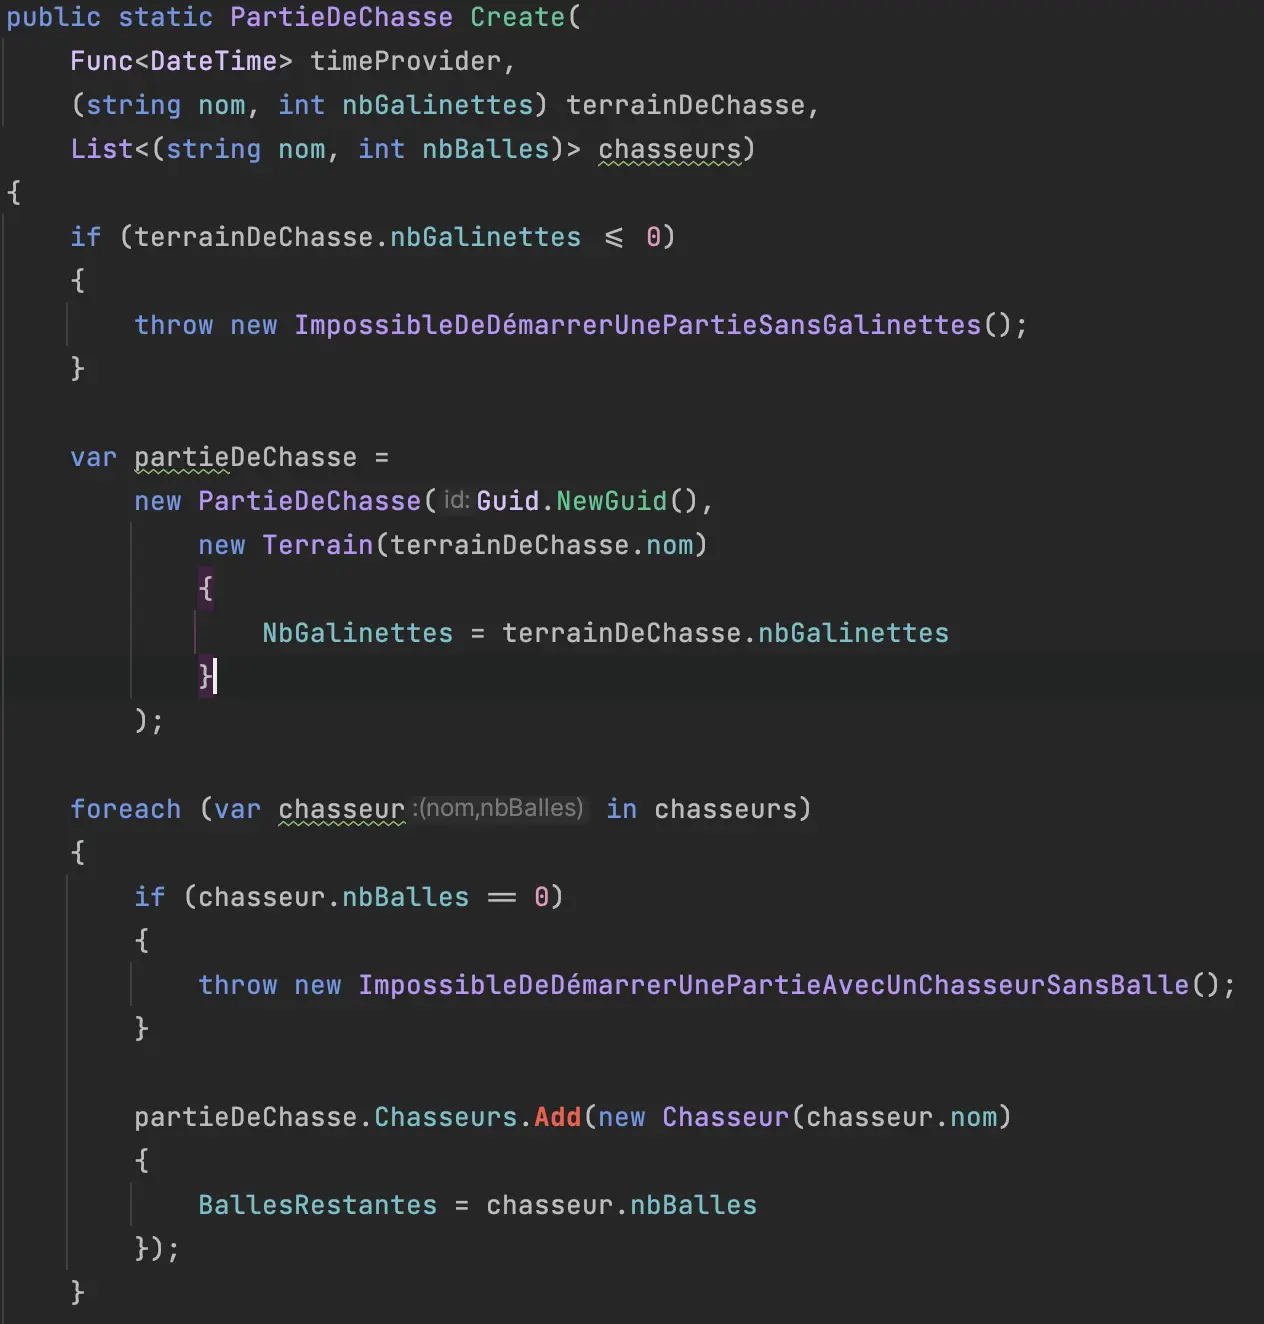 public static PartieDeChasse Create(
    Func<DateTime> timeProvider,
    (string nom, int nbGalinettes) terrainDeChasse,
    List<(string nom, int nbBalles)> chasseurs)
{
    if (terrainDeChasse.nbGalinettes ≤ 0)
    {
        throw new ImpossibleDeDémarrerUnePartieSansGalinettes();
    }

    var partieDeChasse =
        new PartieDeChasse( id: Guid.NewGuid(),
            new Terrain(terrainDeChasse.nom)
            {
                NbGalinettes = terrainDeChasse.nbGalinettes
            }
        );

    foreach (var chasseur :(nom,nbBalles) in chasseurs)
    {
        if (chasseur.nbBalles == 0)
        {
            throw new ImpossibleDeDémarrerUnePartieAvecUnChasseurSansBalle();
        }

        partieDeChasse.Chasseurs.Add(new Chasseur(chasseur.nom)
        {
            BallesRestantes = chasseur.nbBalles
        });
    }